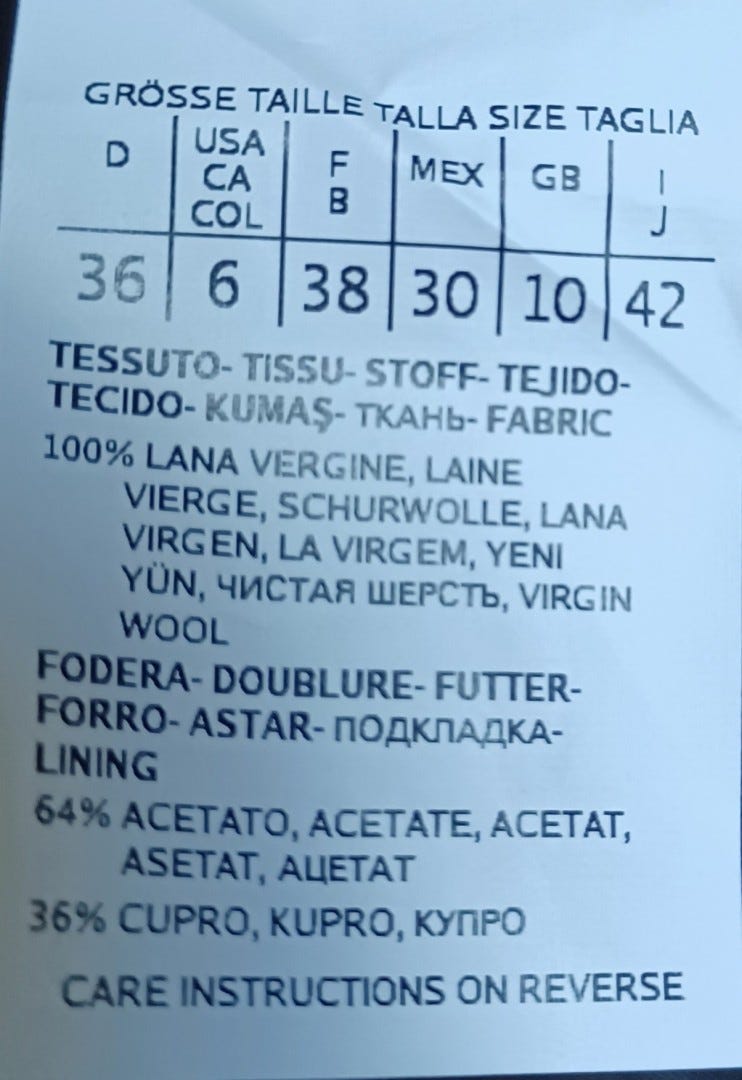 GRÖSSE TAILLE TALLA SIZE TAGLIA
D USA CA COL F B MEX GB I J
36 6 38 30 10 42
TESSUTO- TISSU- STOFF- TEJIDO-
TECIDO- KUMAŞ- ТКАНЬ- FABRIC
100% LANA VERGINE, LAINE
VIERGE, SCHURWOLLE, LANA
VIRGEN, LA VIRGEM, YENI
YÜN, ЧИСТАЯ ШЕРСТЬ, VIRGIN
WOOL
FODERA- DOUBLURE- FUTTER-
FORRO- ASTAR- ПОДКЛАДКА-
LINING
64% ACETATO, ACETATE, ACETAT,
ASETAT, АЦЕТАТ
36% CUPRO, KUPRO, КУПРО
CARE INSTRUCTIONS ON REVERSE